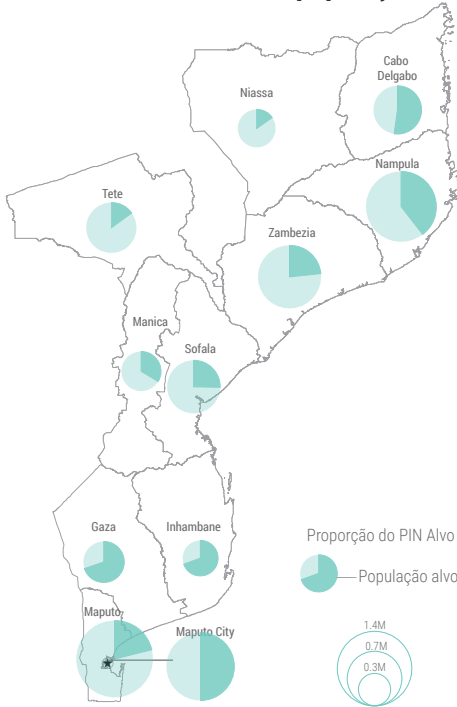 Cabo
Delgabo
Niassa
Nampula
Tete
Zambezia
Manica
Sofala
Gaza
Inhambane
Proporção do PIN Alvo
População alvo
Maputo
Maputo City
1.4M
0.7M
0.3M